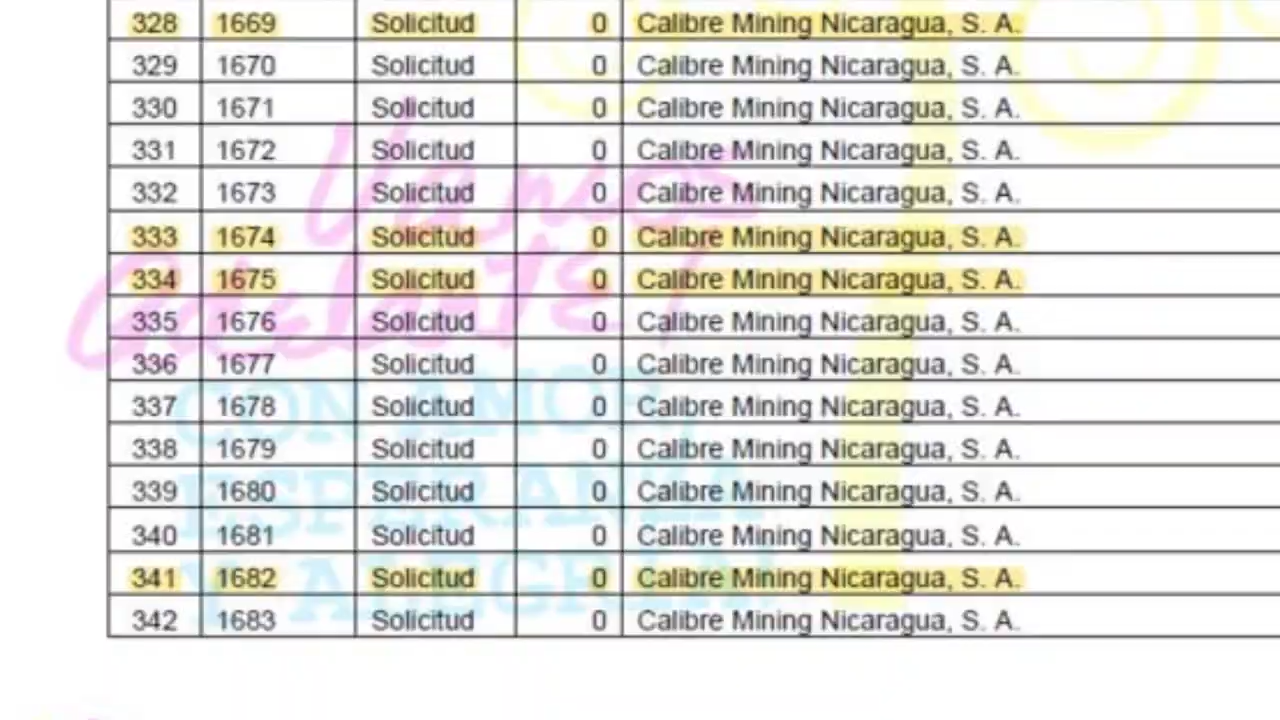 328 1669 Solicitud 0 Calibre Mining Nicaragua, S. A.
329 1670 Solicitud 0 Calibre Mining Nicaragua, S. A.
330 1671 Solicitud 0 Calibre Mining Nicaragua, S. A.
331 1672 Solicitud 0 Calibre Mining Nicaragua, S. A.
332 1673 Solicitud 0 Calibre Mining Nicaragua, S. A.
333 1674 Solicitud 0 Calibre Mining Nicaragua, S. A.
334 1675 Solicitud 0 Calibre Mining Nicaragua, S. A.
335 1676 Solicitud 0 Calibre Mining Nicaragua, S. A.
336 1677 Solicitud 0 Calibre Mining Nicaragua, S. A.
337 1678 Solicitud 0 Calibre Mining Nicaragua, S. A.
338 1679 Solicitud 0 Calibre Mining Nicaragua, S. A.
339 1680 Solicitud 0 Calibre Mining Nicaragua, S. A.
340 1681 Solicitud 0 Calibre Mining Nicaragua, S. A.
341 1682 Solicitud 0 Calibre Mining Nicaragua, S. A.
342 1683 Solicitud 0 Calibre Mining Nicaragua, S. A.
Vamos
Adelante!
CON AMOR,
ESPERANZA
Y ALEGRIA!